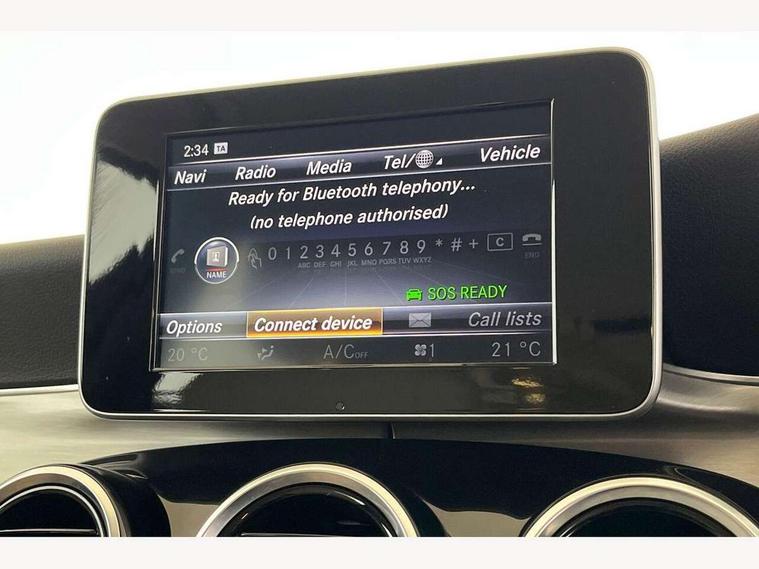 2:34 TA
Navi Radio Media Tel/ Vehicle
Ready for Bluetooth telephony...
(no telephone authorised)
0 1 2 3 4 5 6 7 8 9 * # + C
ABC DEF GHI JKL MNO PQRS TUV WXYZ
NAME
END
SOS READY
Options Connect device Call lists
20 °C A/C OFF 1 21 °C